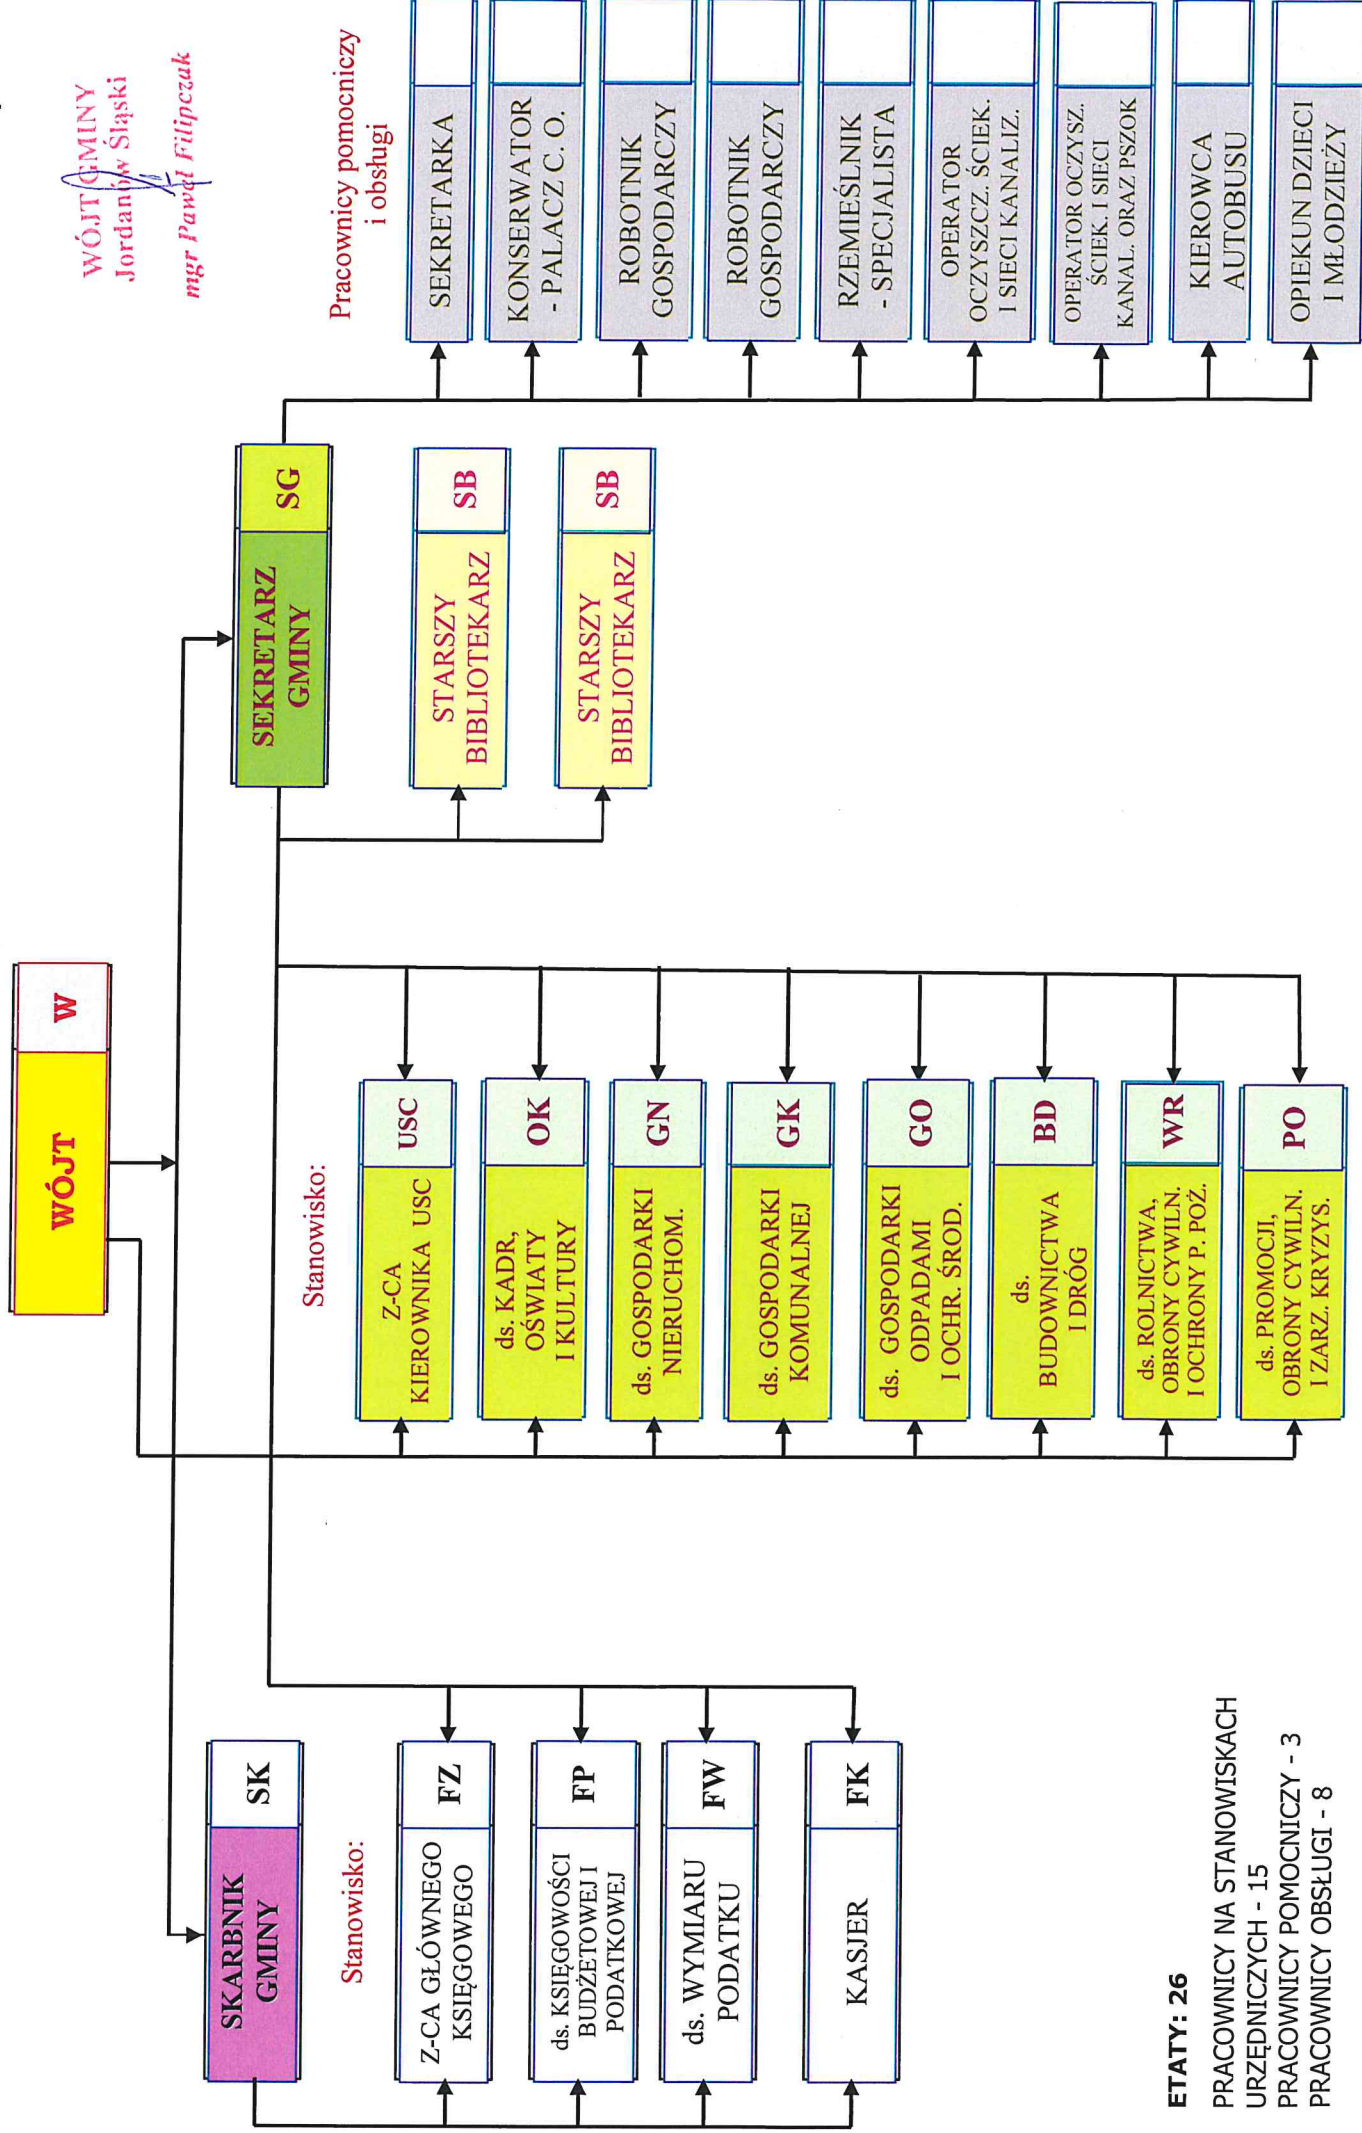 WÓJT GMINY
Jordanów Śląski
mgr Paweł Filipczak
WÓJT
W
SKARBNIK
GMINY
SK
SEKRETARZ
GMINY
SG
Stanowisko:
Z-CA GŁÓWNEGO
KSIĘGOWEGO
FZ
ds. KSIĘGOWOŚCI
BUDŻETOWEJ I
PODATKOWEJ
FP
ds. WYMIARU
PODATKU
FW
KASJER
FK
Stanowisko:
Z-CA
KIEROWNIKA USC
USC
ds. KADR,
OŚWIATY
I KULTURY
OK
ds. GOSPODARKI
NIERUCHOM.
GN
ds. GOSPODARKI
KOMUNALNEJ
GK
ds. GOSPODARKI
ODPADAMI
I OCHR. ŚROD.
GO
ds.
BUDOWNICTWA
I DRÓG
BD
ds. ROLNICTWA,
OBRONY CYWILN.
I OCHRONY P. POŻ.
WR
ds. PROMOCJI,
OBRONY CYWILN.
I ZARZ. KRYZYS.
PO
STARSZY
BIBLIOTEKARZ
SB
STARSZY
BIBLIOTEKARZ
SB
Pracownicy pomocniczy
i obsługi
SEKRETARKA
KONSERWATOR
- PALACZ C. O.
ROBOTNIK
GOSPODARCZY
ROBOTNIK
GOSPODARCZY
RZEMIEŚLNIK
- SPECJALISTA
OPERATOR
OCZYSZCZ. ŚCIEK.
I SIECI KANALIZ.
OPERATOR OCZYSZ.
ŚCIEK. I SIECI
KANAL. ORAZ PSZOK
KIEROWCA
AUTOBUSU
OPIEKUN DZIECI
I MŁODZIEŻY
ETATY: 26
PRACOWNICY NA STANOWISKACH
URZĘDNICZYCH - 15
PRACOWNICY POMOCNICZY - 3
PRACOWNICY OBSŁUGI - 8